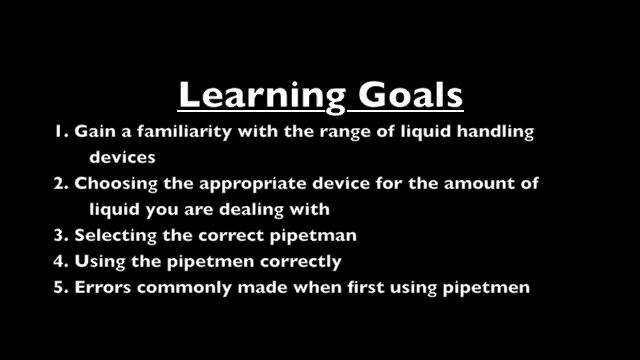 Learning Goals
1. Gain a familiarity with the range of liquid handling
devices
2. Choosing the appropriate device for the amount of
liquid you are dealing with
3. Selecting the correct pipetman
4. Using the pipetmen correctly
5. Errors commonly made when first using pipetmen